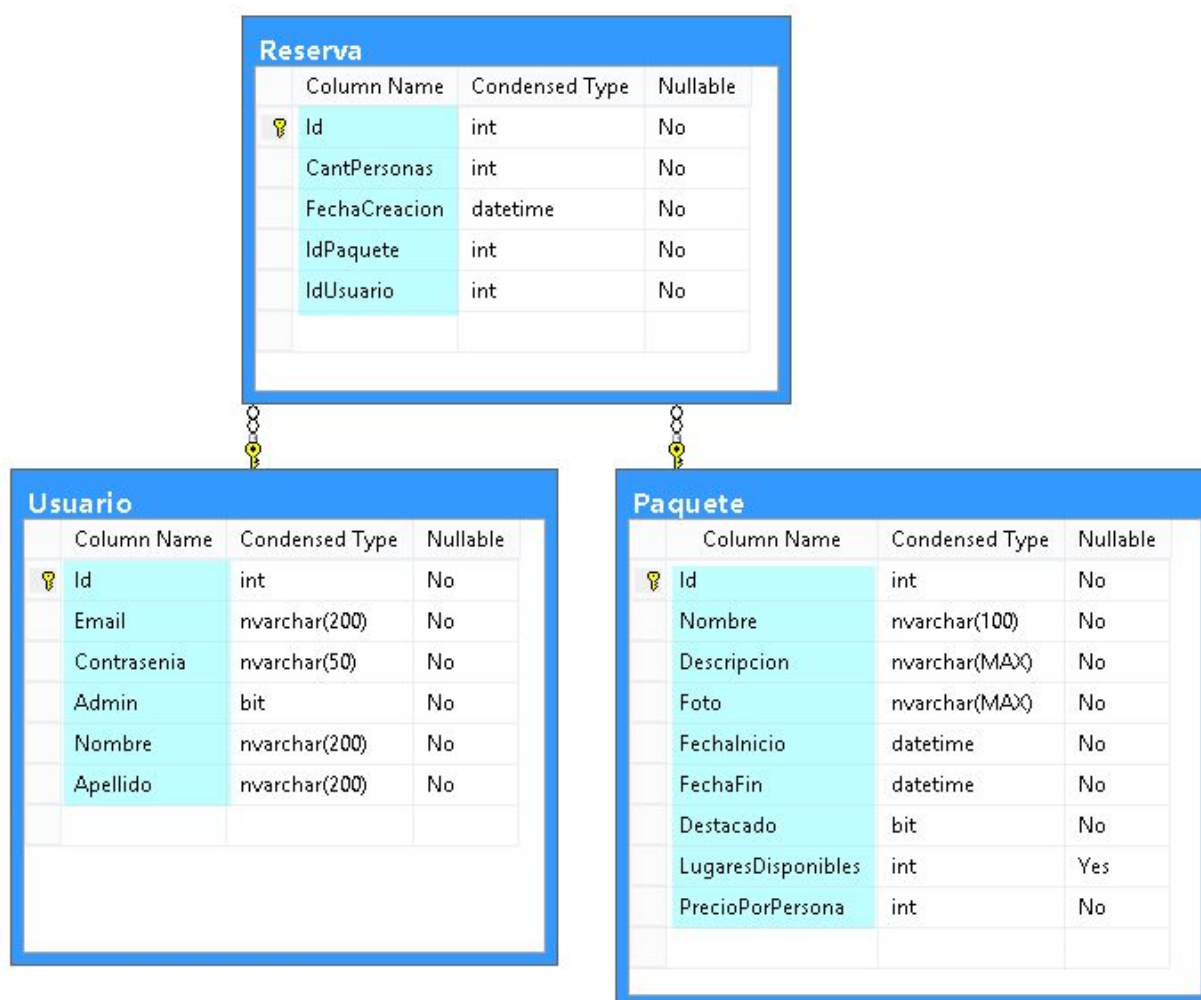 Reserva
Column Name Condensed Type Nullable
Id int No
CantPersonas int No
FechaCreacion datetime No
IdPaquete int No
IdUsuario int No
Usuario
Column Name Condensed Type Nullable
Id int No
Email nvarchar(200) No
Contrasenia nvarchar(50) No
Admin bit No
Nombre nvarchar(200) No
Apellido nvarchar(200) No
Paquete
Column Name Condensed Type Nullable
Id int No
Nombre nvarchar(100) No
Descripcion nvarchar(MAX) No
Foto nvarchar(MAX) No
FechaInicio datetime No
FechaFin datetime No
Destacado bit No
LugaresDisponibles int Yes
PrecioPorPersona int No